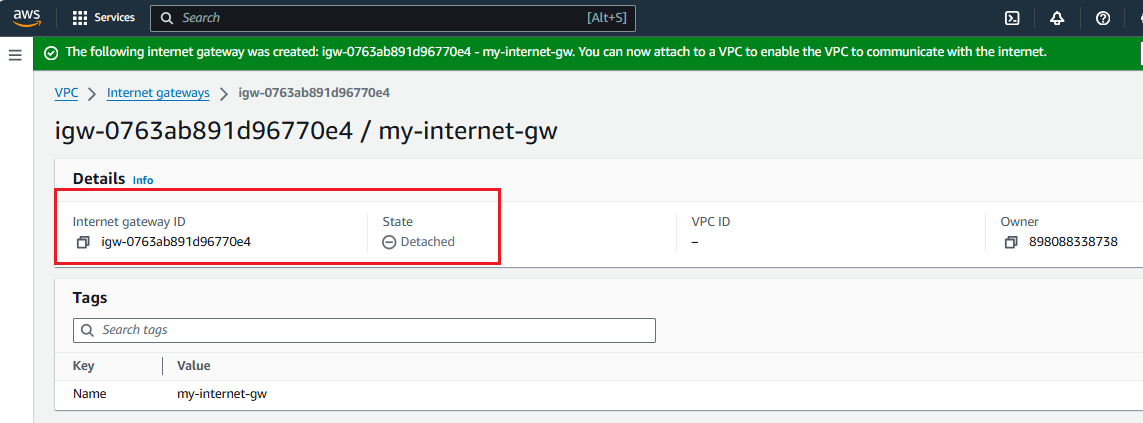 aws Services Search [Alt+S]
The following internet gateway was created: igw-0763ab891d96770e4 - my-internet-gw. You can now attach to a VPC to enable the VPC to communicate with the internet.
VPC Internet gateways igw-0763ab891d96770e4
igw-0763ab891d96770e4 / my-internet-gw
Details Info
Internet gateway ID State VPC ID Owner
igw-0763ab891d96770e4 Detached – 898088338738
Tags
Search tags
Key Value
Name my-internet-gw